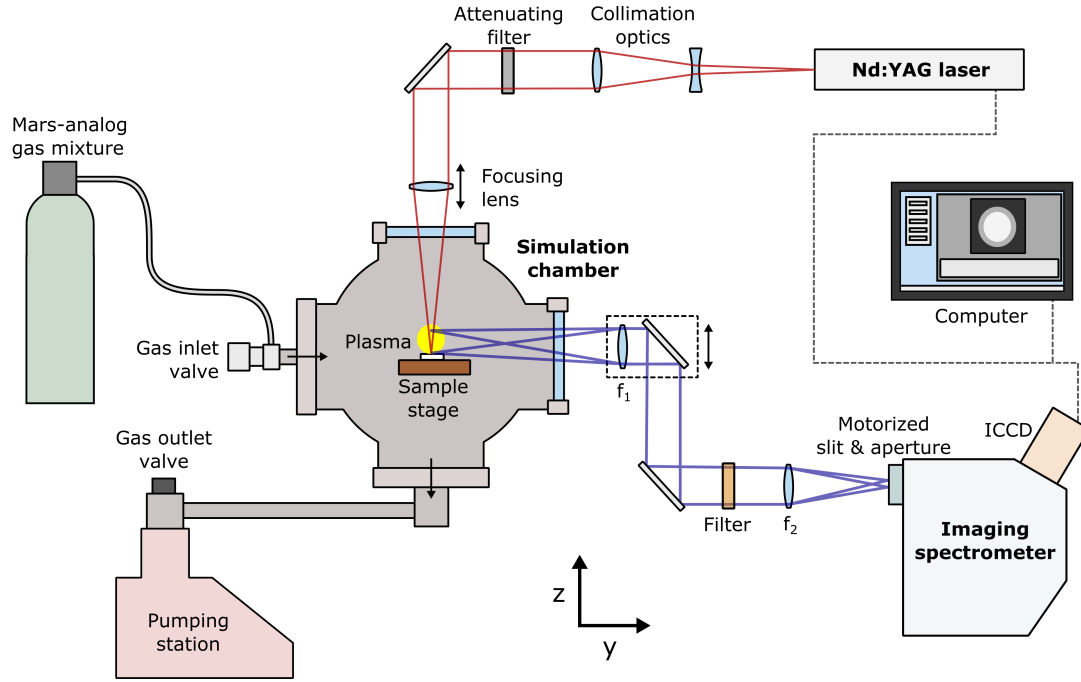 Attenuating
filter
Collimation
optics
Nd:YAG laser
Mars-analog
gas mixture
Focusing
lens
Simulation
chamber
Computer
Plasma
Gas inlet
valve
Sample
stage
f₁
Motorized
slit & aperture
ICCD
Gas outlet
valve
Filter
f₂
Imaging
spectrometer
z
y
Pumping
station